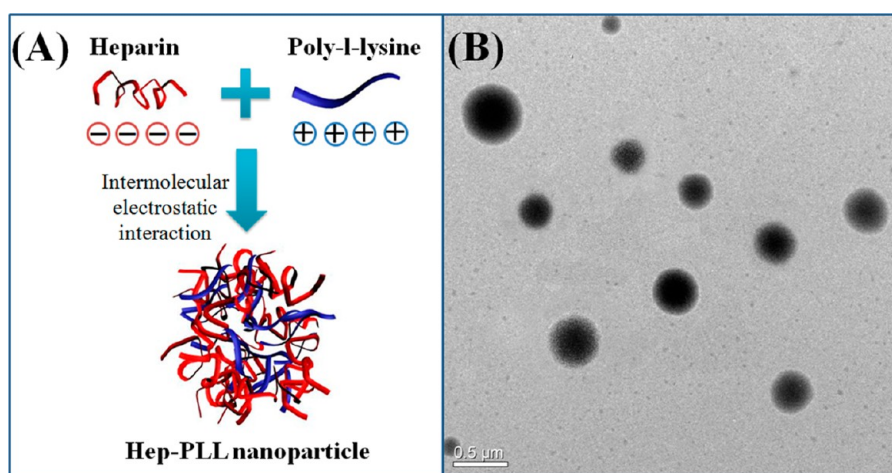 (A)
Heparin
Poly-l-lysine
Intermolecular
electrostatic
interaction
Hep-PLL nanoparticle
(B)
0.5 μm